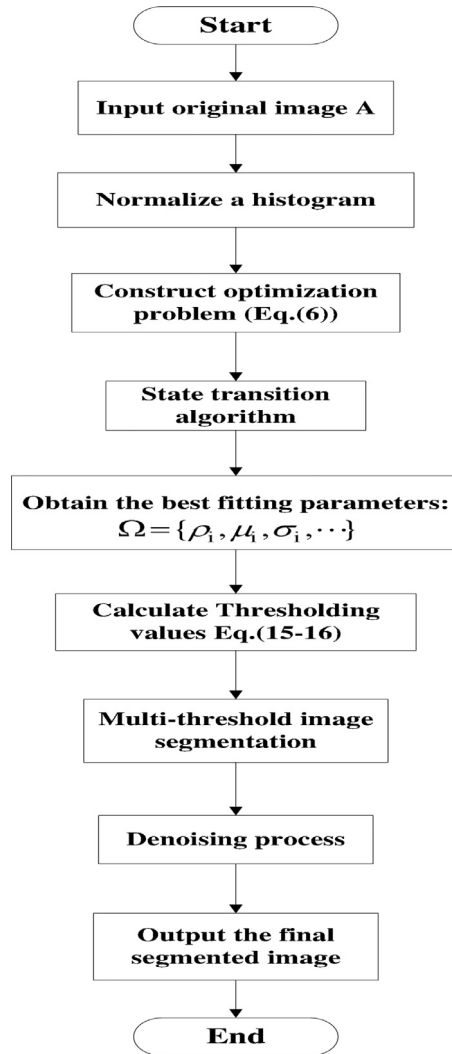 Start
Input original image A
Normalize a histogram
Construct optimization
problem (Eq.(6))
State transition
algorithm
Obtain the best fitting parameters:
Ω={ρᵢ,μᵢ,σᵢ,⋯}
Calculate Thresholding
values Eq.(15-16)
Multi-threshold image
segmentation
Denoising process
Output the final
segmented image
End